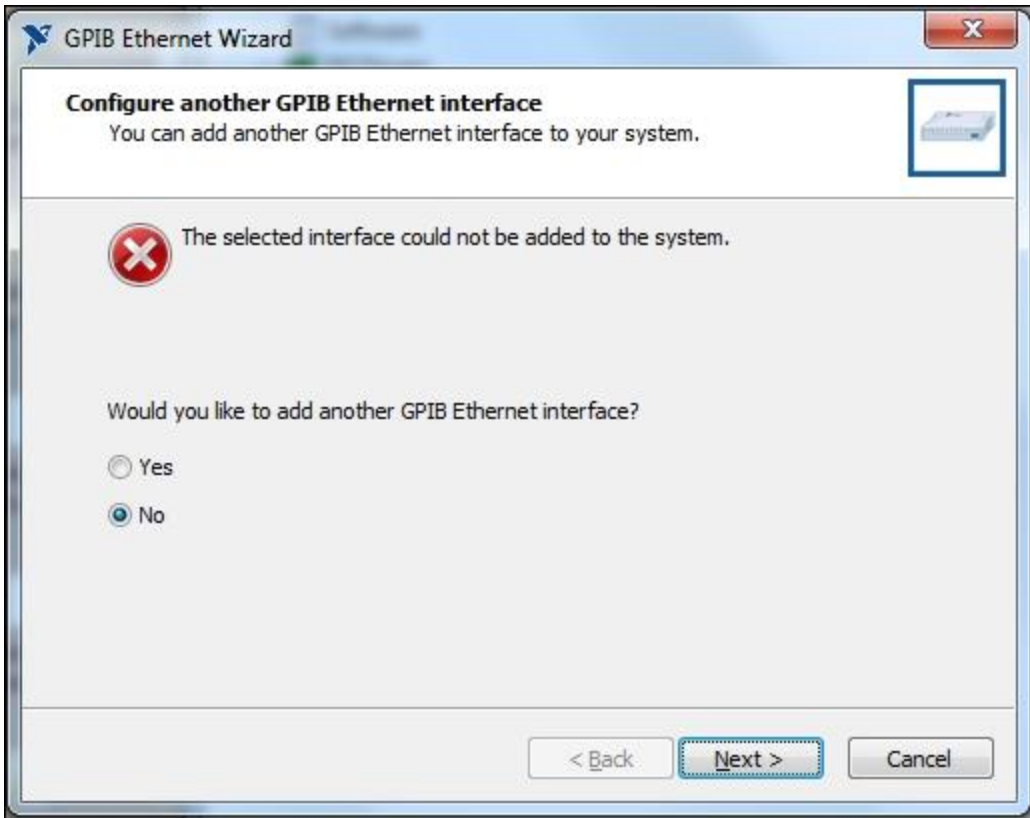 GPIB Ethernet Wizard
Configure another GPIB Ethernet interface
You can add another GPIB Ethernet interface to your system.
The selected interface could not be added to the system.
Would you like to add another GPIB Ethernet interface?
Yes
No
< Back
Next >
Cancel